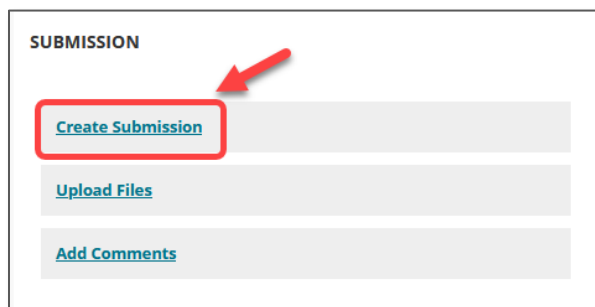 SUBMISSION
Create Submission
Upload Files
Add Comments